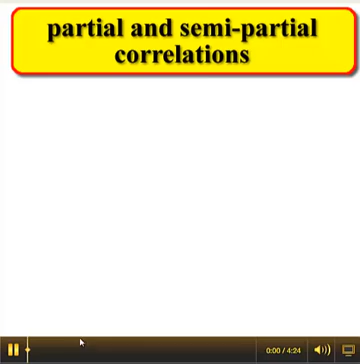 partial and semi-partial
correlations
0:00 / 4:24